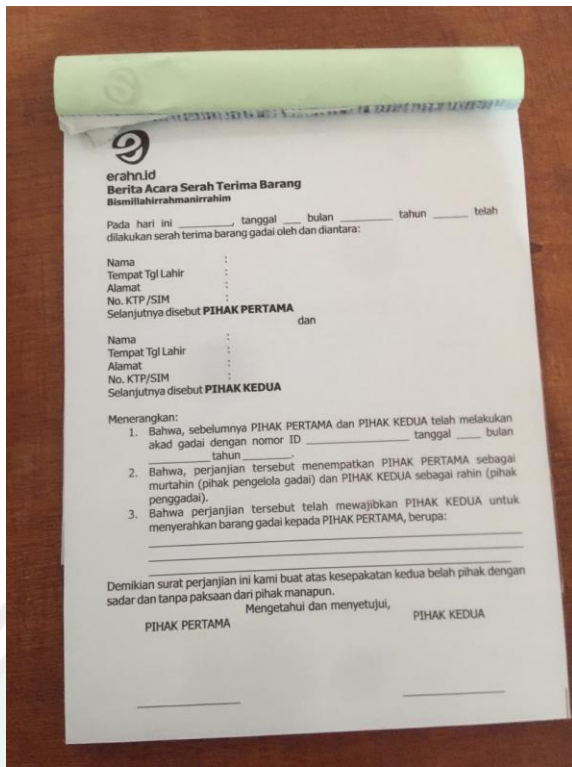 erahn.id
Berita Acara Serah Terima Barang
Bismillahirrahmanirrahim
Pada hari ini ________, tanggal ___ bulan ________ tahun _____ telah
dilakukan serah terima barang gadai oleh dan diantara:
Nama :
Tempat Tgl Lahir :
Alamat :
No. KTP /SIM :
Selanjutnya disebut PIHAK PERTAMA
dan
Nama :
Tempat Tgl Lahir :
Alamat :
No. KTP/SIM :
Selanjutnya disebut PIHAK KEDUA
Menerangkan:
1. Bahwa, sebelumnya PIHAK PERTAMA dan PIHAK KEDUA telah melakukan
akad gadai dengan nomor ID ________________ tanggal ____ bulan
__________ tahun ________.
2. Bahwa, perjanjian tersebut menempatkan PIHAK PERTAMA sebagai
murtahin (pihak pengelola gadai) dan PIHAK KEDUA sebagai rahin (pihak
penggadai).
3. Bahwa perjanjian tersebut telah mewajibkan PIHAK KEDUA untuk
menyerahkan barang gadai kepada PIHAK PERTAMA, berupa:
Demikian surat perjanjian ini kami buat atas kesepakatan kedua belah pihak dengan
sadar dan tanpa paksaan dari pihak manapun.
Mengetahui dan menyetujui,
PIHAK PERTAMA PIHAK KEDUA